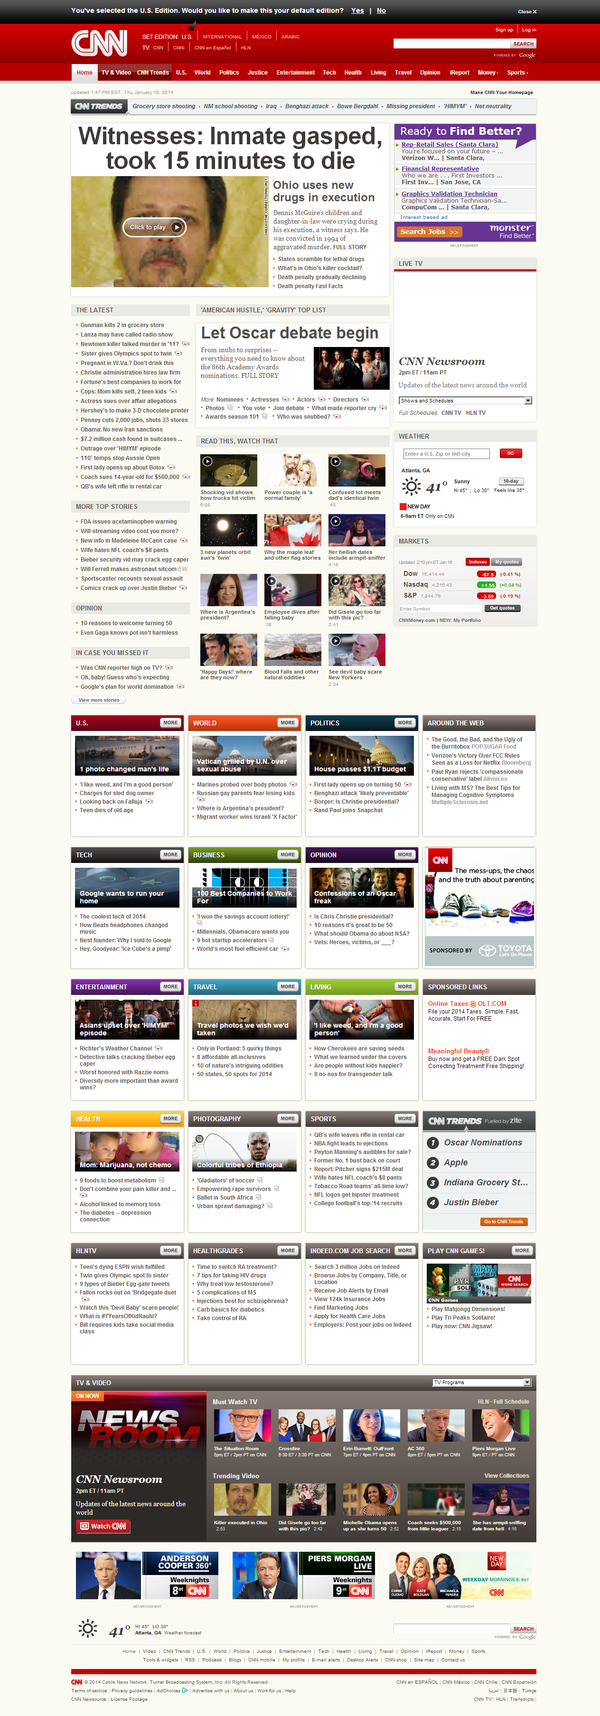 You've selected the U.S. Edition. Would you like to make this your default edition? Yes | No
Close
Sign up | Log in
CNN
SET EDITION: U.S. INTERNATIONAL MÉXICO ARABIC
TV: CNN CNNi CNN en Español HLN
SEARCH
POWERED BY Google
Home TV & Video CNN Trends U.S. World Politics Justice Entertainment Tech Health Living Travel Opinion iReport Money Sports
Make CNN Your Homepage
CNN TRENDS Grocery store shooting NM school shooting Iraq Benghazi attack Bowe Bergdahl Missing president 'HIMYM' Net neutrality
Witnesses: Inmate gasped,
took 15 minutes to die
Click to play
Ohio uses new
drugs in execution
Dennis McGuire's children and
daughter-in-law were crying during
his execution, a witness says. He
was convicted in 1994 of
aggravated murder. FULL STORY
States scramble for lethal drugs
What's in Ohio's killer cocktail?
Death penalty gradually declining
Death penalty Fast Facts
Ready to Find Better?
Rep-Retail Sales (Santa Clara)
You're focused on your future – ...
Verizon W... | Santa Clara,
Financial Representative
Who we are . . . First Investors ...
First Inv... | San Jose, CA
Graphics Validation Technician
Graphics Validation Technician-Sa...
CompuCom ... | Santa Clara,
Interest based ad
Search Jobs >>
monster
Find Better.
ADVERTISEMENT
LIVE TV
CNN Newsroom
2pm ET / 11am PT
Updates of the latest news around the world
Shows and Schedules
Full Schedules: CNN TV HLN TV
THE LATEST
Gunman kills 2 in grocery store
Lanza may have called radio show
Newtown killer talked murder in '11?
Sister gives Olympics spot to twin
Pregnant in W.Va.? Don't drink this
Christie administration hires law firm
Fortune's best companies to work for
Cops: Mom kills self, 2 teen kids
Actress sues over affair allegations
Hershey's to make 3-D chocolate printer
Penney cuts 2,000 jobs, shuts 33 stores
Obama: No new Iran sanctions
$7.2 million cash found in suitcases ...
Outrage over 'HIMYM' episode
110° temps stop Aussie Open
First lady opens up about Botox
Coach sues 14-year-old for $500,000
QB's wife left rifle in rental car
MORE TOP STORIES
FDA issues acetaminophen warning
Will streaming video cost you more?
New info in Madeleine McCann case
Wife hates NFL coach's $8 pants
Bieber security vid may crack egg caper
Will Ferrell makes astronaut sitcom EW
Sportscaster recounts sexual assault
Comics crack up over Justin Bieber
OPINION
10 reasons to welcome turning 50
Even Gaga knows pot isn't harmless
IN CASE YOU MISSED IT
Was CNN reporter high on TV?
Oh, baby! Guess who's expecting
Google's plan for world domination
View more stories
'AMERICAN HUSTLE,' 'GRAVITY' TOP LIST
Let Oscar debate begin
From snubs to surprises --
everything you need to know about
the 86th Academy Awards
nominations. FULL STORY
More Nominees Actresses Actors Directors
Photos You vote Join debate What made reporter cry
Awards season 101 Who was snubbed?
READ THIS, WATCH THAT
Shocking vid shows
how trucks hit victim
Power couple is 'a
normal family'
Confused tot meets
dad's identical twin
3 new planets orbit
sun's 'twin'
Why the maple leaf
and other flag stories
Her hellish dates
include armpit-sniffer
4:18
Where is Argentina's
president?
Employee dives after
falling baby
Did Gisele go too far
with this pic?
2:41
'Happy Days!' where
are they now?
Blood Falls and other
natural oddities
See devil baby scare
New Yorkers
WEATHER
Enter a U.S. Zip or Intl city
GO
Atlanta, GA
41° Sunny
Hi 45° Lo 30°
10-day
Feels like 35°
NEW DAY
6-9am ET Only on CNN
MARKETS
Indexes My quotes
Dow
Nasdaq
S&P
Enter Symbol
Get quotes
CNNMoney.com | NEW: My Portfolio
U.S. MORE
1 photo changed man's life
'I like weed, and I'm a good person'
Charges for sled dog owner
Looking back on Falluja
Teen dies of old age
WORLD MORE
Vatican grilled by U.N. over
sexual abuse
Marines probed over body photos
Russian gay parents fear losing kids
Where is Argentina's president?
Migrant worker wins Israeli 'X Factor'
POLITICS MORE
House passes $1.1T budget
First lady opens up on turning 50
Benghazi attack 'likely preventable'
Borger: Is Christie presidential?
Rand Paul joins Snapchat
AROUND THE WEB
The Good, the Bad, and the Ugly of
the Burritobox POPSUGAR Food
Verizon's Victory Over FCC Rules
Seen as a Loss for Netflix Bloomberg
Paul Ryan rejects 'compassionate
conservative' label Allvoices
Living with MS? The Best Tips for
Managing Cognitive Symptoms
MultipleSclerosis.net
TECH MORE
Google wants to run your
home
The coolest tech of 2014
How Beats headphones changed
music
Nest founder: Why I sold to Google
Hey, Goodyear: 'Ice Cube's a pimp'
BUSINESS MORE
100 Best Companies to Work
For
'I won the savings account lottery!'
Millennials, Obamacare wants you
9 hot startup accelerators
World's most fuel efficient car
OPINION MORE
Confessions of an Oscar
freak
Is Chris Christie presidential?
10 reasons it's great to be 50
What should Obama do about NSA?
Vets: Heroes, victims, or ___?
CNN
The mess-ups, the chaos
and the truth about parenting
SPONSORED BY TOYOTA
Let's Go Places
ENTERTAINMENT MORE
Asians upset over 'HIMYM'
episode
Richter's Weather Channel
Detective talks cracking Bieber egg
caper
Worst honored with Razzie noms
Diversity more important than award
wins?
TRAVEL MORE
Travel photos we wish we'd
taken
Only in Portland: 5 quirky things
8 affordable all-inclusives
10 of nature's intriguing oddities
50 states, 50 spots for 2014
LIVING MORE
'I like weed, and I'm a good
person'
How Cherokees are saving seeds
What we learned under the covers
Are people without kids happier?
8 no-nos for transgender talk
SPONSORED LINKS
Online Taxes @ OLT.COM
File your 2014 Taxes. Simple, Fast,
Accurate, Start For FREE
Meaningful Beauty®
Buy now and get a FREE Dark Spot
Correcting Treatment! Free Shipping!
HEALTH MORE
Mom: Marijuana, not chemo
9 foods to boost metabolism
Don't combine your pain killer and ...
Alcohol linked to memory loss
The diabetes -- depression
connection
PHOTOGRAPHY MORE
Colorful tribes of Ethiopia
'Gladiators' of soccer
Empowering rape survivors
Ballet in South Africa
Urban sprawl damaging?
SPORTS MORE
QB's wife leaves rifle in rental car
NBA fight leads to ejections
Peyton Manning's audibles for sale?
Former No. 1 bust back on court
Report: Pitcher signs $215M deal
Wife hates NFL coach's $8 pants
Tobacco Road teams' all-time low?
NFL logos get hipster treatment
College football's top '14 recruits
CNN TRENDS Fueled by zite
1 Oscar Nominations
2 Apple
3 Indiana Grocery St...
4 Justin Bieber
Go to CNN Trends
HLNTV MORE
Teen's dying ESPN wish fulfilled
Twin gives Olympic spot to sister
9 types of Bieber Egg-gate tweets
Fallon rocks out on 'Bridgegate' duet
Watch this 'Devil Baby' scare people!
What is #7YearsOfKidRauhl?
Bill requires kids take social media
class
HEALTHGRADES MORE
Time to switch RA treatment?
7 tips for taking HIV drugs
Why treat low testosterone?
5 complications of MS
Injections best for schizophrenia?
Carb basics for diabetics
Take control of RA
INDEED.COM JOB SEARCH MORE
Search 3 million Jobs on Indeed
Browse Jobs by Company, Title, or
Location
Receive Job Alerts by Email
View 124k Insurance Jobs
Find Marketing Jobs
Apply for Health Care Jobs
Employers: Post your jobs on Indeed
PLAY CNN GAMES! MORE
CNN Games
Play Mahjongg Dimensions!
Play Tri Peaks Solitaire!
Play now: CNN Jigsaw!
TV & VIDEO
TV Programs
ON NOW
NEWSROOM
CNN Newsroom
2pm ET / 11am PT
Updates of the latest news around the
world
Watch CNN
Must Watch TV
HLN - Full Schedule
The Situation Room
5pm ET / 2pm PT on CNN
Crossfire
6:30 ET / 3:30 PT on CNN
Erin Burnett OutFront
7pm ET / 4pm PT on CNN
AC 360
8pm ET / 5pm PT on CNN
Piers Morgan Live
9pm ET / 6pm PT on CNN
Trending Video
View Collections
Killer executed in Ohio
2:53
Did Gisele go too far
with this pic? 2:42
Michelle Obama opens
up as she turns 50
Coach seeks $500,000
from little leaguer
She has armpit-sniffing
date from hell 4:18
ANDERSON
COOPER 360°
Weeknights
8ET CNN
PIERS MORGAN
LIVE
Weeknights
9ET CNN
CHRIS CUOMO
KATE BOLDUAN
MICHAELA PEREIRA
NEW DAY
WEEKDAY MORNINGS 6-9ET
CNN
ADVERTISEMENT ADVERTISEMENT ADVERTISEMENT
41° HI 45° LO 30°
Atlanta, GA Weather forecast
SEARCH
POWERED BY Google
Home | Video | CNN Trends | U.S. | World | Politics | Justice | Entertainment | Tech | Health | Living | Travel | Opinion | iReport | Money | Sports
Tools & widgets | RSS | Podcasts | Blogs | CNN mobile | My profile | E-mail alerts | Desktop Alerts | CNN shop | Site map | Contact us
CNN © 2014 Cable News Network. Turner Broadcasting System, Inc. All Rights Reserved.
Terms of service | Privacy guidelines | AdChoices | Advertise with us | About us | Work for us | Help
CNN Newsource | License Footage
CNN en ESPAÑOL | CNN México | CNN Chile | CNN Expansión
العربية | 日本語 | Türkçe
CNN TV | HLN | Transcripts